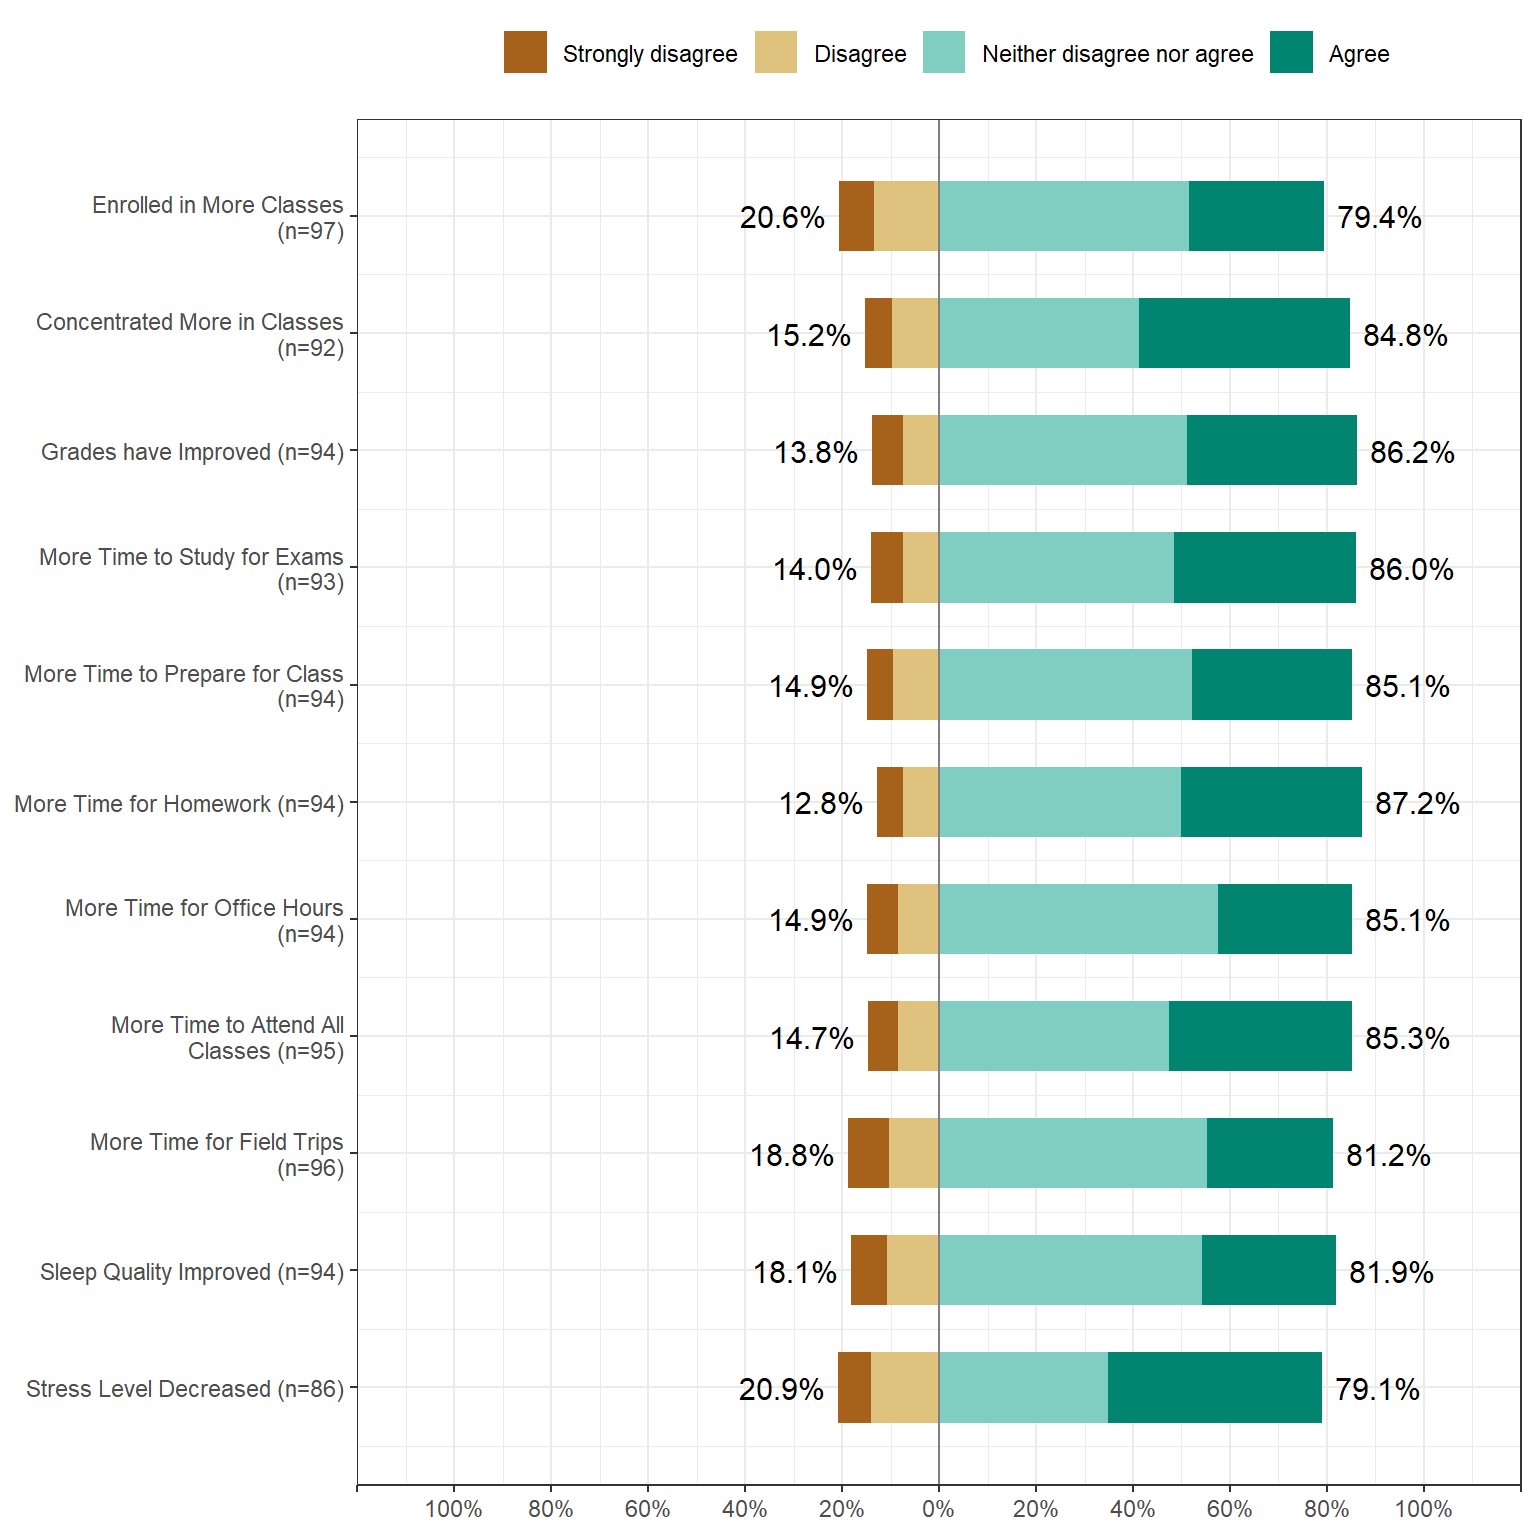 Strongly disagree Disagree Neither disagree nor agree Agree
Enrolled in More Classes
(n=97)
20.6% 79.4%
Concentrated More in Classes
(n=92)
15.2% 84.8%
Grades have Improved (n=94)
13.8% 86.2%
More Time to Study for Exams
(n=93)
14.0% 86.0%
More Time to Prepare for Class
(n=94)
14.9% 85.1%
More Time for Homework (n=94)
12.8% 87.2%
More Time for Office Hours
(n=94)
14.9% 85.1%
More Time to Attend All
Classes (n=95)
14.7% 85.3%
More Time for Field Trips
(n=96)
18.8% 81.2%
Sleep Quality Improved (n=94)
18.1% 81.9%
Stress Level Decreased (n=86)
20.9% 79.1%
100% 80% 60% 40% 20% 0% 20% 40% 60% 80% 100%